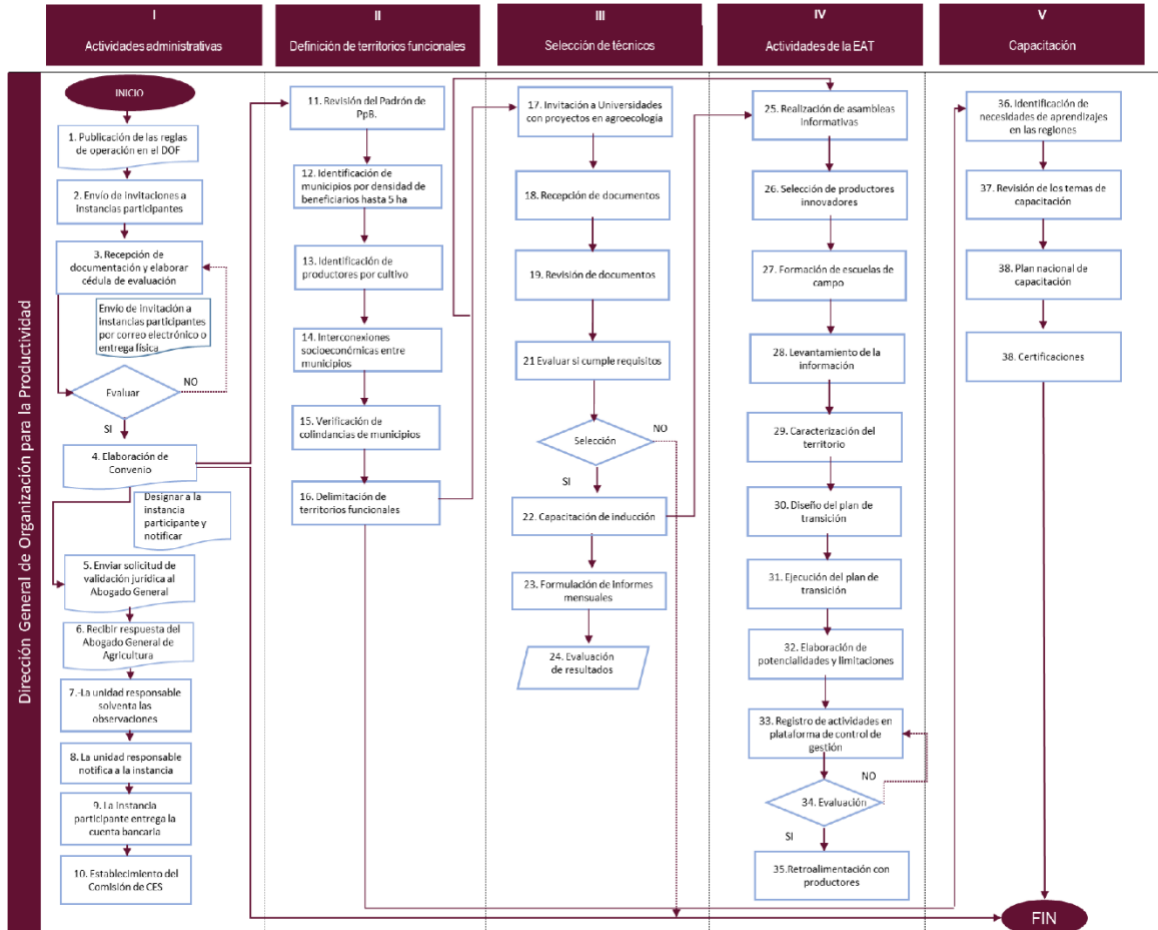 I
Actividades administrativas
II
Definición de territorios funcionales
III
Selección de técnicos
IV
Actividades de la EAT
V
Capacitación
Dirección General de Organización para la Productividad
INICIO
1. Publicación de las reglas
de operación en el DOF
2. Envío de invitaciones a
instancias participantes
3. Recepción de
documentación y elaborar
cédula de evaluación
Envío de Invitación a
instancias participantes
por correo electrónico o
entrega física
Evaluar
NO
SI
4. Elaboración de
Convenio
Designar a la
instancia
participante y
notificar
5. Enviar solicitud de
validación jurídica al
Abogado General
6. Recibir respuesta del
Abogado General de
Agricultura
7.-La unidad responsable
solventa las
observaciones
8. La unidad responsable
notifica a la instancia
9. La instancia
participante entrega la
cuenta bancaria
10. Establecimiento del
Comisión de CES
11. Revisión del Padrón de
PpB.
12. Identificación de
municipios por densidad de
beneficiarios hasta 5 ha
13. Identificación de
productores por cultivo
14. Interconexiones
socioeconómicas entre
municipios
15. Verificación de
colindancias de municipios
16. Delimitación de
territorios funcionales
17. Invitación a Universidades
con proyectos en agroecología
18. Recepción de documentos
19. Revisión de documentos
21 Evaluar si cumple requisitos
Selección
NO
SI
22. Capacitación de inducción
23. Formulación de informes
mensuales
24. Evaluación
de resultados
25. Realización de asambleas
informativas
26. Selección de productores
innovadores
27. Formación de escuelas de
campo
28. Levantamiento de la
información
29. Caracterización del
territorio
30. Diseño del plan de
transición
31. Ejecución del plan de
transición
32. Elaboración de
potencialidades y limitaciones
33. Registro de actividades en
plataforma de control de
gestión
NO
34. Evaluación
SI
35.Retroalimentación con
productores
36. Identificación de
necesidades de aprendizajes
en las regiones
37. Revisión de los temas de
capacitación
38. Plan nacional de
capacitación
38. Certificaciones
FIN